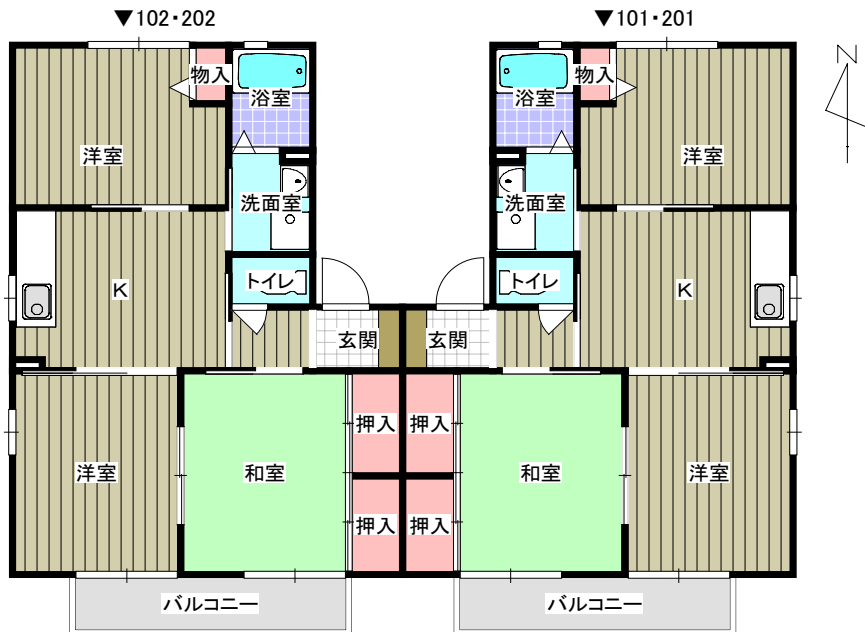 ▼102・202
▼101・201
N
物入
浴室
浴室
物入
洋室
洋室
洗面室
洗面室
トイレ
トイレ
K
K
玄関
玄関
押入
押入
洋室
和室
和室
洋室
押入
押入
バルコニー
バルコニー